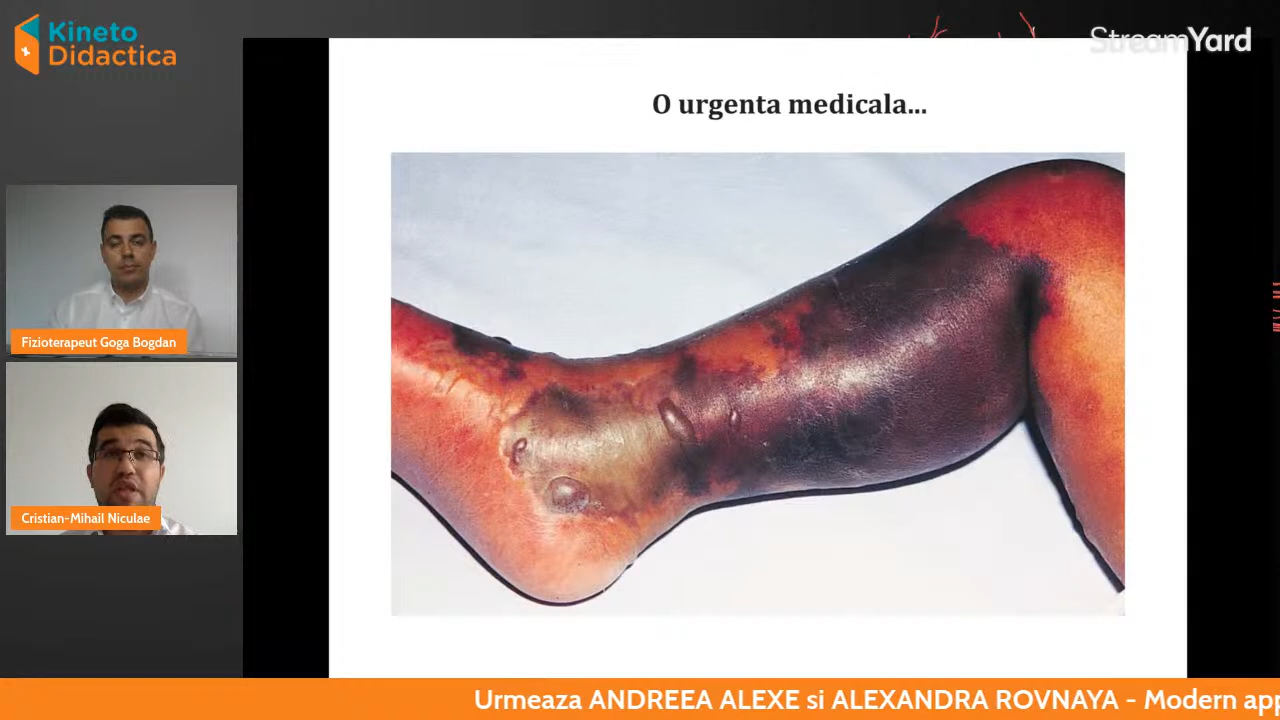 Kineto
Didactica
StreamYard
O urgenta medicala...
Fizioterapeut Goga Bogdan
Cristian-Mihail Niculae
Urmeaza ANDREEA ALEXE si ALEXANDRA ROVNAYA - Modern app